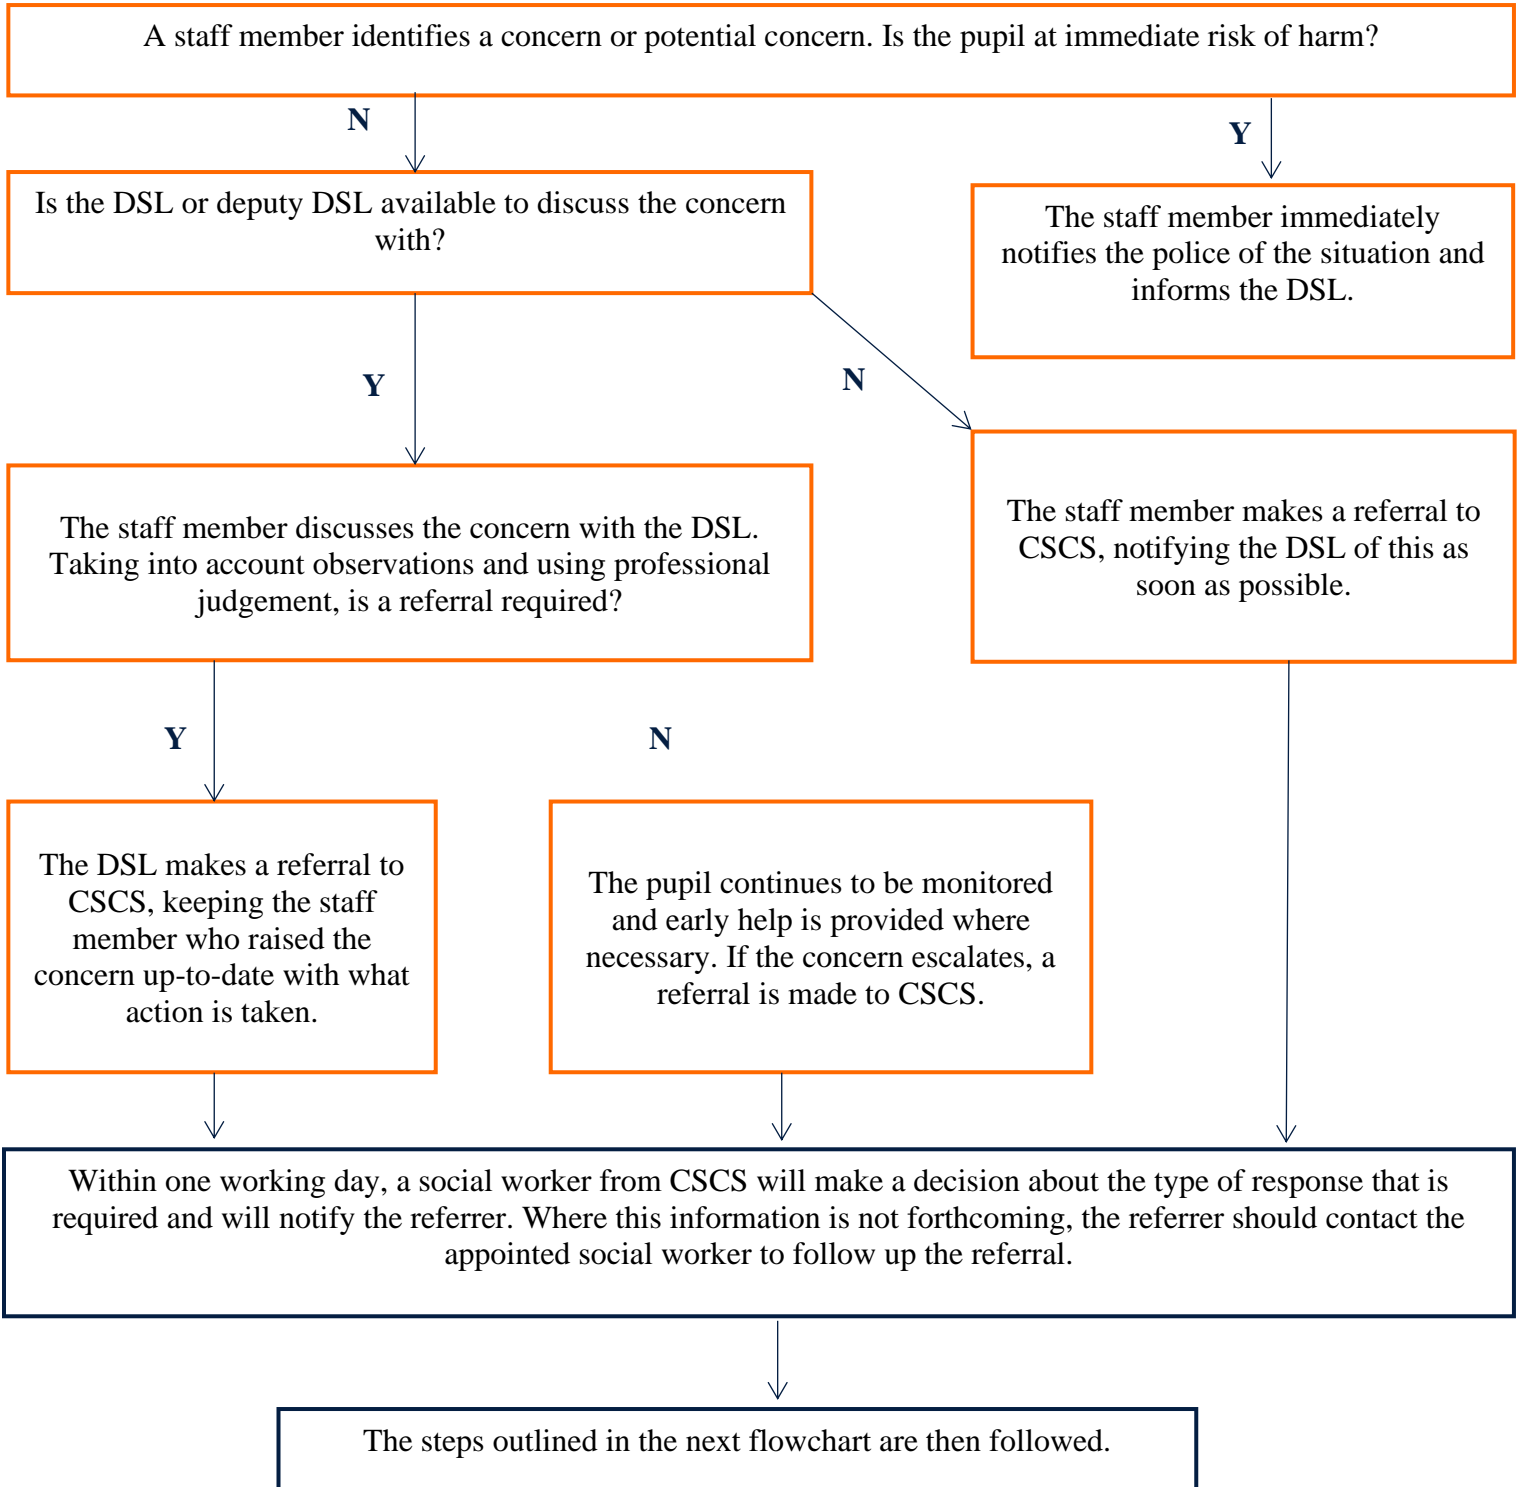 A staff member identifies a concern or potential concern. Is the pupil at immediate risk of harm?
N
Y
Is the DSL or deputy DSL available to discuss the concern
with?
The staff member immediately
notifies the police of the situation and
informs the DSL.
Y
N
The staff member discusses the concern with the DSL.
Taking into account observations and using professional
judgement, is a referral required?
The staff member makes a referral to
CSCS, notifying the DSL of this as
soon as possible.
Y
N
The DSL makes a referral to
CSCS, keeping the staff
member who raised the
concern up-to-date with what
action is taken.
The pupil continues to be monitored
and early help is provided where
necessary. If the concern escalates, a
referral is made to CSCS.
Within one working day, a social worker from CSCS will make a decision about the type of response that is
required and will notify the referrer. Where this information is not forthcoming, the referrer should contact the
appointed social worker to follow up the referral.
The steps outlined in the next flowchart are then followed.